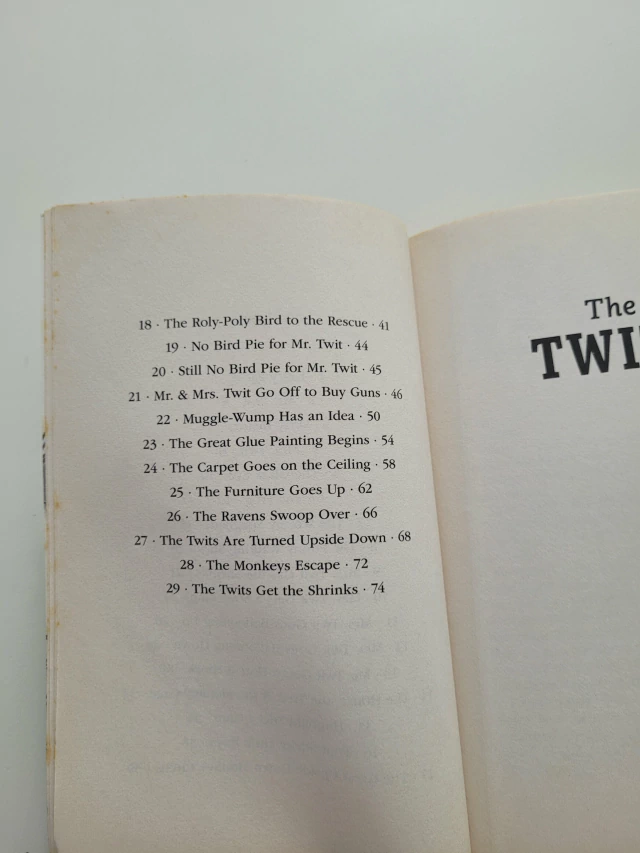 18 · The Roly-Poly Bird to the Rescue · 41
19 · No Bird Pie for Mr. Twit · 44
20 · Still No Bird Pie for Mr. Twit · 45
21 · Mr. & Mrs. Twit Go Off to Buy Guns · 46
22 · Muggle-Wump Has an Idea · 50
23 · The Great Glue Painting Begins · 54
24 · The Carpet Goes on the Ceiling · 58
25 · The Furniture Goes Up · 62
26 · The Ravens Swoop Over · 66
27 · The Twits Are Turned Upside Down · 68
28 · The Monkeys Escape · 72
29 · The Twits Get the Shrinks · 74
The